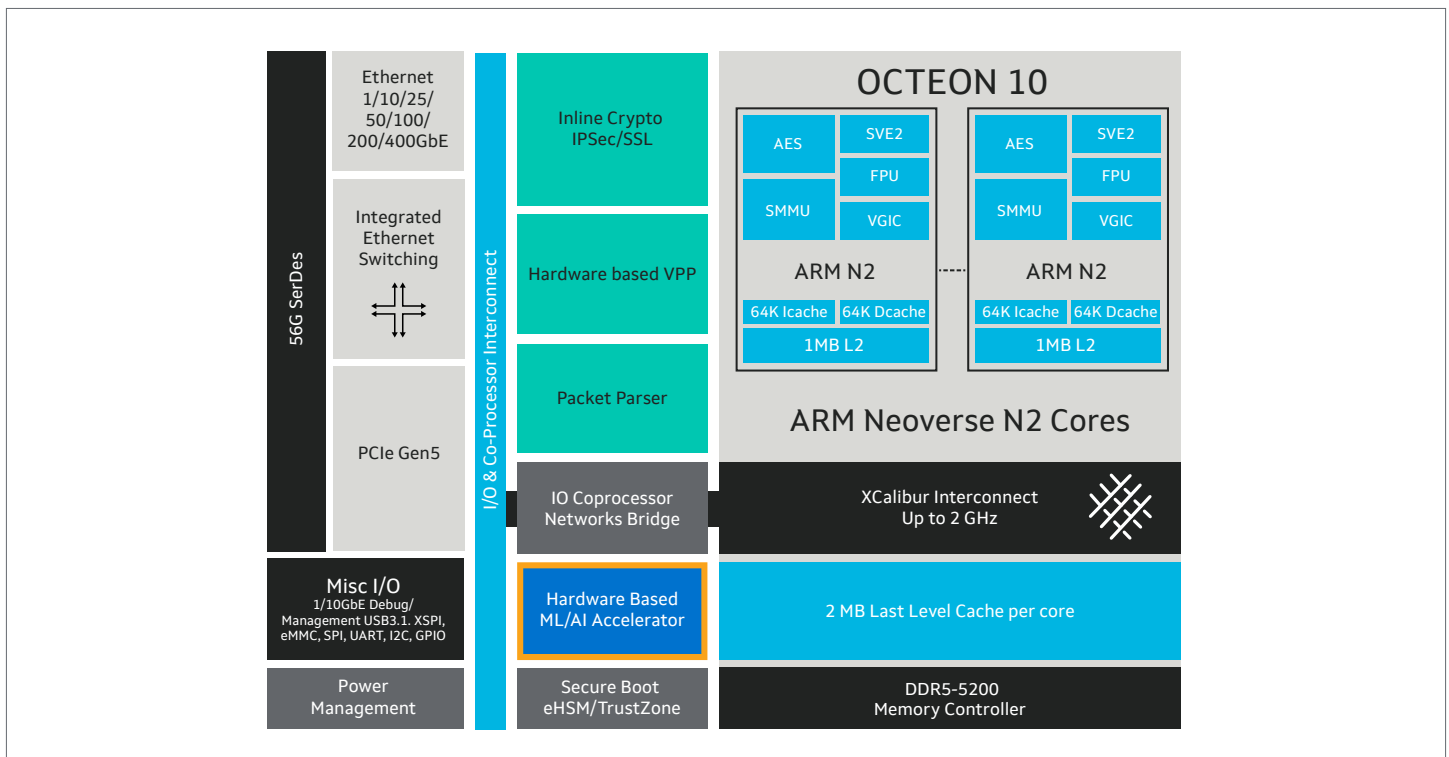 56G SerDes
Ethernet
1/10/25/
50/100/
200/400GbE
Integrated
Ethernet
Switching
PCIe Gen5
Misc I/O
1/10GbE Debug/
Management USB3.1. XSPI,
eMMC, SPI, UART, I2C, GPIO
Power
Management
I/O & Co-Processor Interconnect
Inline Crypto
IPSec/SSL
Hardware based VPP
Packet Parser
IO Coprocessor
Networks Bridge
Hardware Based
ML/AI Accelerator
Secure Boot
eHSM/TrustZone
OCTEON 10
AES
SVE2
FPU
SMMU
VGIC
ARM N2
64K Icache
64K Dcache
1MB L2
AES
SVE2
FPU
SMMU
VGIC
ARM N2
64K Icache
64K Dcache
1MB L2
ARM Neoverse N2 Cores
XCalibur Interconnect
Up to 2 GHz
2 MB Last Level Cache per core
DDR5-5200
Memory Controller